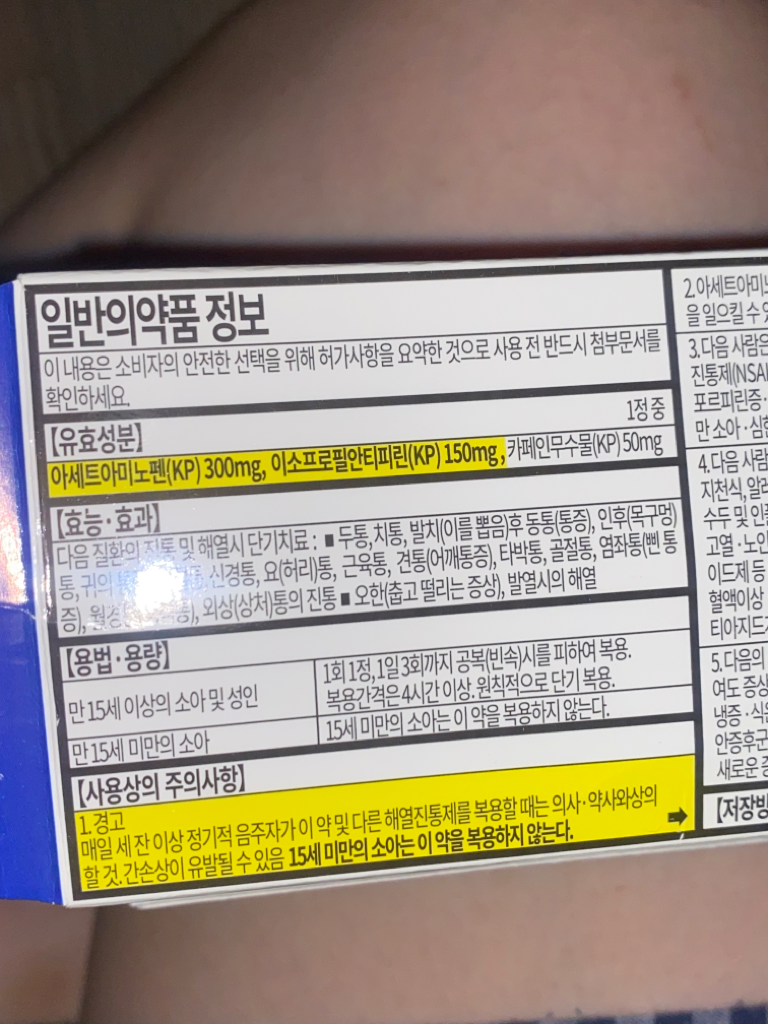 일반의약품 정보
이 내용은 소비자의 안전한 선택을 위해 허가사항을 요약한 것으로 사용 전 반드시 첨부문서를
확인하세요.
【유효성분】
1정 중
아세트아미노펜(KP) 300mg, 이소프로필안티피린(KP) 150mg, 카페인무수물(KP) 50mg
【효능·효과】
다음 질환의 진통 및 해열시 단기치료 : ■ 두통, 치통, 발치(이를 뽑음)후 동통(통증), 인후(목구멍)
통, 귀의 신경통, 요(허리)통, 근육통, 견통(어깨통증), 타박통, 골절통, 염좌통(삔 통
증), 외상(상처)통의 진통 ■ 오한(춥고 떨리는 증상), 발열시의 해열
【용법·용량】
만 15세 이상의 소아 및 성인
1회 1정, 1일 3회까지 공복(빈속)시를 피하여 복용.
복용간격은 4시간 이상. 원칙적으로 단기 복용.
만 15세 미만의 소아
15세 미만의 소아는 이 약을 복용하지 않는다.
【사용상의 주의사항】
1. 경고
매일 세 잔 이상 정기적 음주자가 이 약 및 다른 해열진통제를 복용할 때는 의사·약사와 상의
할 것. 간손상이 유발될 수 있음 15세 미만의 소아는 이 약을 복용하지 않는다.
2. 아세트아미
을 일으킬 수
3. 다음 사람은
진통제(NSAI
포르피린증·
만 소아·심한
4. 다음 사람
지천식, 알레
수두 및 인플
고열·노인
이드제 등
혈액이상
티아지드
5. 다음의
여도 증상
냉증·식은
안증후군
새로운
【저장방